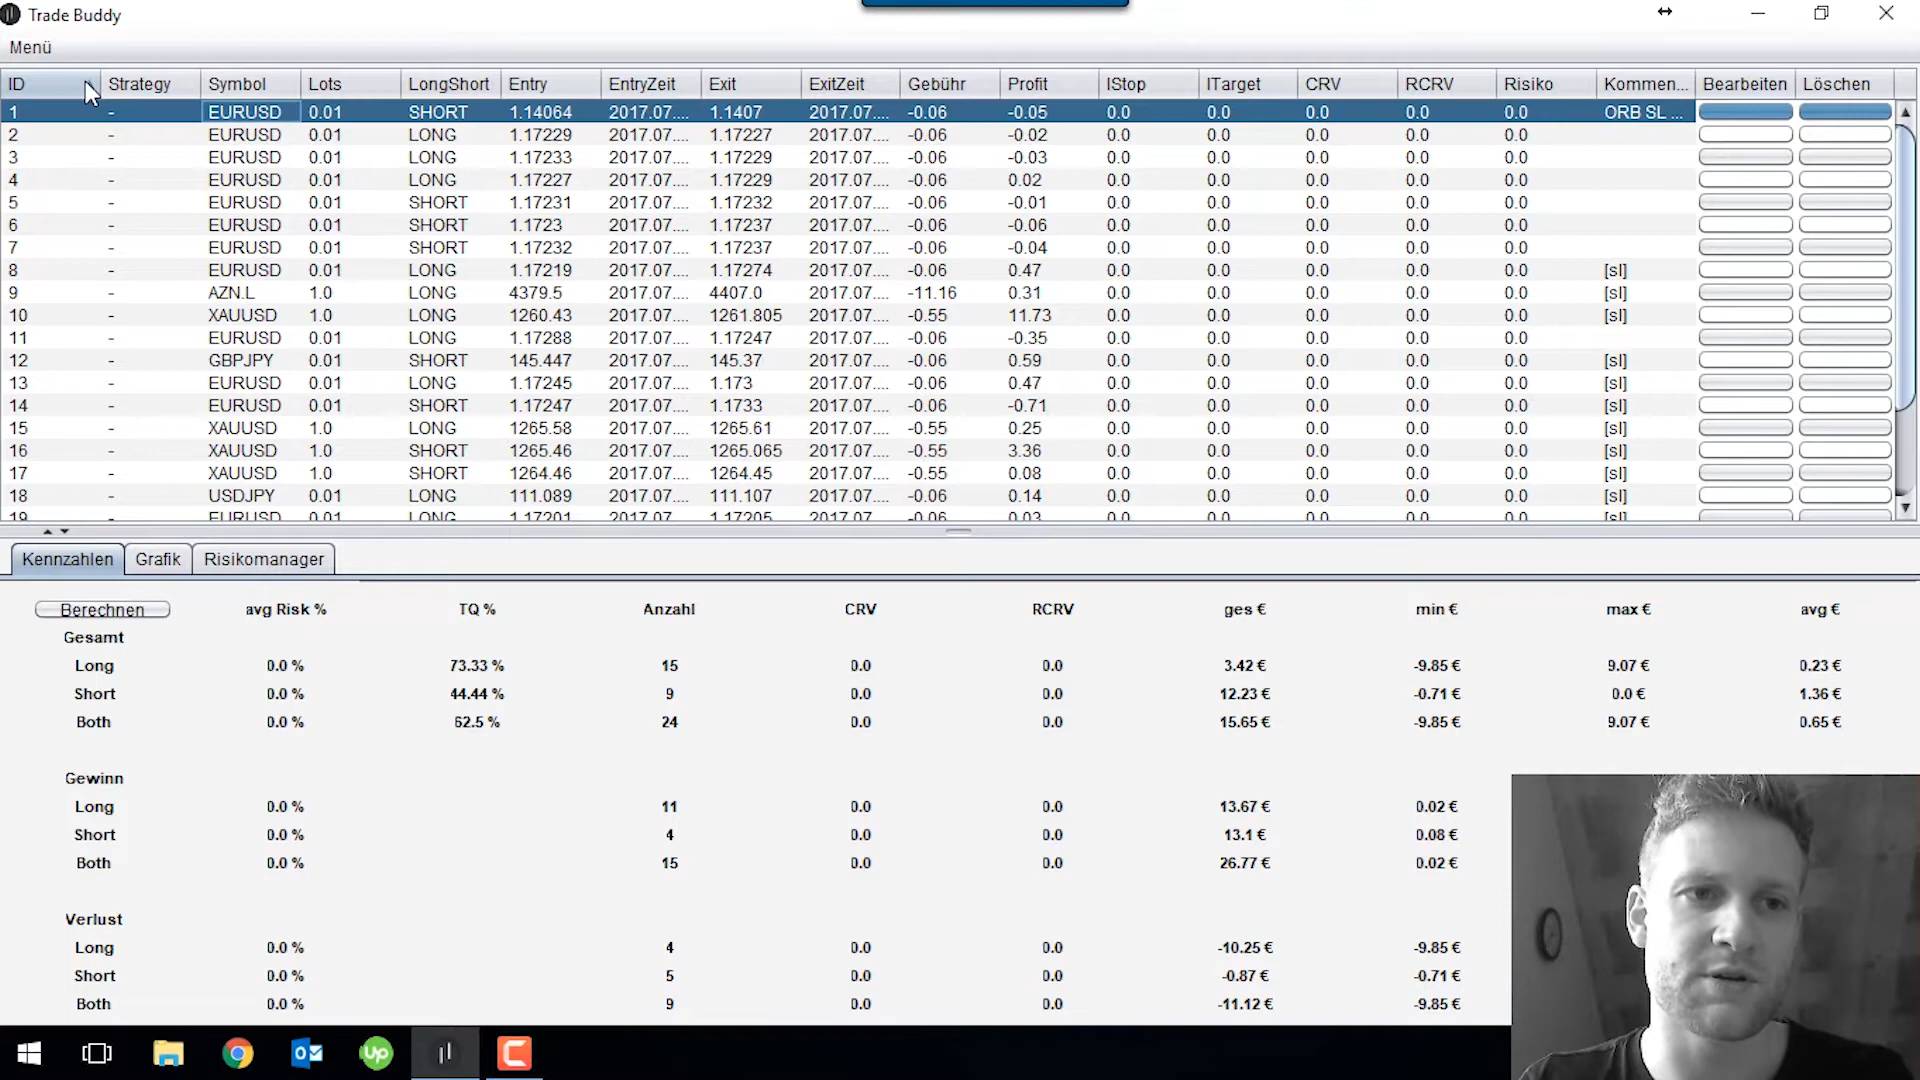 Trade Buddy
Menü
ID Strategy Symbol Lots LongShort Entry EntryZeit Exit ExitZeit Gebühr Profit IStop ITarget CRV RCRV Risiko Kommen... Bearbeiten Löschen
1 - EURUSD 0.01 SHORT 1.14064 2017.07.... 1.1407 2017.07.... -0.06 -0.05 0.0 0.0 0.0 0.0 0.0 ORB SL ...
2 - EURUSD 0.01 LONG 1.17229 2017.07.... 1.17227 2017.07.... -0.06 -0.02 0.0 0.0 0.0 0.0 0.0
3 - EURUSD 0.01 LONG 1.17233 2017.07.... 1.17229 2017.07.... -0.06 -0.03 0.0 0.0 0.0 0.0 0.0
4 - EURUSD 0.01 LONG 1.17227 2017.07.... 1.17229 2017.07.... -0.06 0.02 0.0 0.0 0.0 0.0 0.0
5 - EURUSD 0.01 SHORT 1.17231 2017.07.... 1.17232 2017.07.... -0.06 -0.01 0.0 0.0 0.0 0.0 0.0
6 - EURUSD 0.01 SHORT 1.1723 2017.07.... 1.17237 2017.07.... -0.06 -0.06 0.0 0.0 0.0 0.0 0.0
7 - EURUSD 0.01 SHORT 1.17232 2017.07.... 1.17237 2017.07.... -0.06 -0.04 0.0 0.0 0.0 0.0 0.0
8 - EURUSD 0.01 LONG 1.17219 2017.07.... 1.17274 2017.07.... -0.06 0.47 0.0 0.0 0.0 0.0 0.0 [sl]
9 - AZN.L 1.0 LONG 4379.5 2017.07.... 4407.0 2017.07.... -11.16 0.31 0.0 0.0 0.0 0.0 0.0 [sl]
10 - XAUUSD 1.0 LONG 1260.43 2017.07.... 1261.805 2017.07.... -0.55 11.73 0.0 0.0 0.0 0.0 0.0 [sl]
11 - EURUSD 0.01 LONG 1.17288 2017.07.... 1.17247 2017.07.... -0.06 -0.35 0.0 0.0 0.0 0.0 0.0
12 - GBPJPY 0.01 SHORT 145.447 2017.07.... 145.37 2017.07.... -0.06 0.59 0.0 0.0 0.0 0.0 0.0 [sl]
13 - EURUSD 0.01 LONG 1.17245 2017.07.... 1.173 2017.07.... -0.06 0.47 0.0 0.0 0.0 0.0 0.0 [sl]
14 - EURUSD 0.01 SHORT 1.17247 2017.07.... 1.1733 2017.07.... -0.06 -0.71 0.0 0.0 0.0 0.0 0.0 [sl]
15 - XAUUSD 1.0 LONG 1265.58 2017.07.... 1265.61 2017.07.... -0.55 0.25 0.0 0.0 0.0 0.0 0.0 [sl]
16 - XAUUSD 1.0 SHORT 1265.46 2017.07.... 1265.065 2017.07.... -0.55 3.36 0.0 0.0 0.0 0.0 0.0 [sl]
17 - XAUUSD 1.0 SHORT 1264.46 2017.07.... 1264.45 2017.07.... -0.55 0.08 0.0 0.0 0.0 0.0 0.0 [sl]
18 - USDJPY 0.01 LONG 111.089 2017.07.... 111.107 2017.07.... -0.06 0.14 0.0 0.0 0.0 0.0 0.0 [sl]
19 - EURUSD 0.01 LONG 1.17201 2017.07 1.17205 2017.07 -0.06 0.03 0.0 0.0 0.0 0.0 0.0 [sl]
Kennzahlen Grafik Risikomanager
Berechnen avg Risk % TQ % Anzahl CRV RCRV ges € min € max € avg €
Gesamt
Long 0.0 % 73.33 % 15 0.0 0.0 3.42 € -9.85 € 9.07 € 0.23 €
Short 0.0 % 44.44 % 9 0.0 0.0 12.23 € -0.71 € 0.0 € 1.36 €
Both 0.0 % 62.5 % 24 0.0 0.0 15.65 € -9.85 € 9.07 € 0.65 €
Gewinn
Long 0.0 % 11 0.0 0.0 13.67 € 0.02 €
Short 0.0 % 4 0.0 0.0 13.1 € 0.08 €
Both 0.0 % 15 0.0 0.0 26.77 € 0.02 €
Verlust
Long 0.0 % 4 0.0 0.0 -10.25 € -9.85 €
Short 0.0 % 5 0.0 0.0 -0.87 € -0.71 €
Both 0.0 % 9 0.0 0.0 -11.12 € -9.85 €